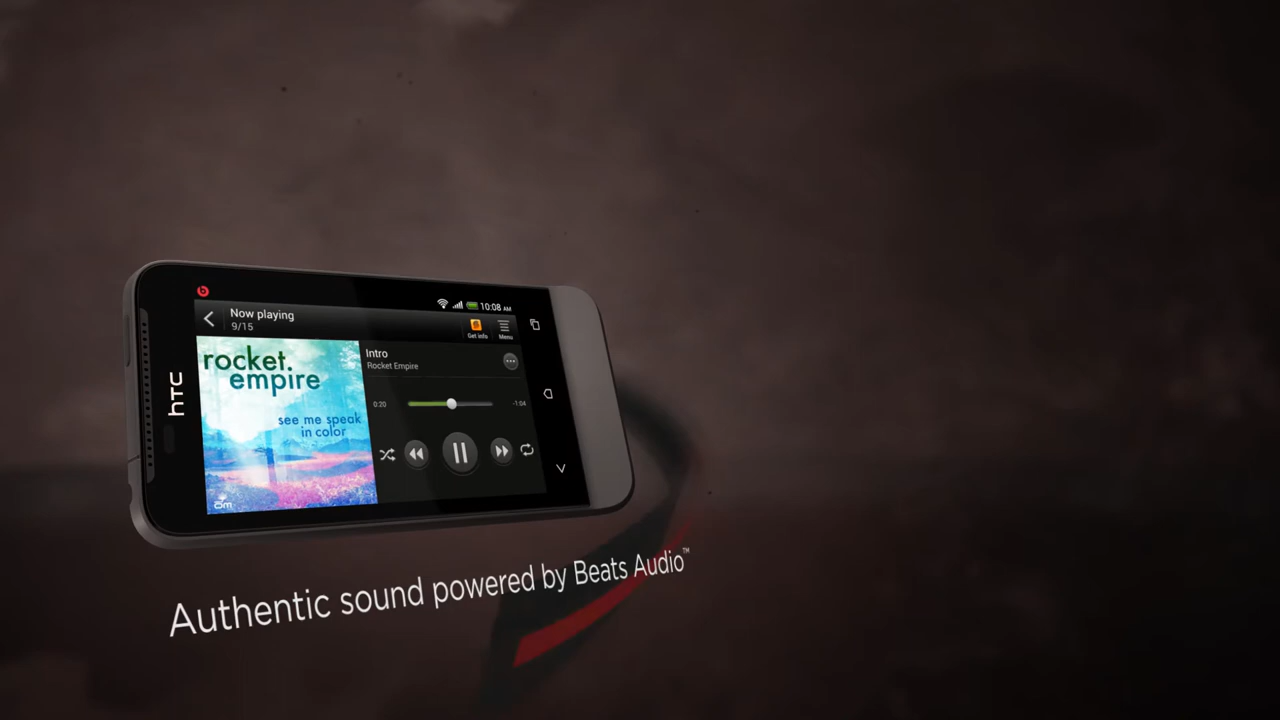 10:08 AM
Now playing
9/15
Get info
Menu
rocket.
empire
see me speak
in color
Intro
Rocket Empire
0:20
-1:04
hTC
Authentic sound powered by Beats Audio™